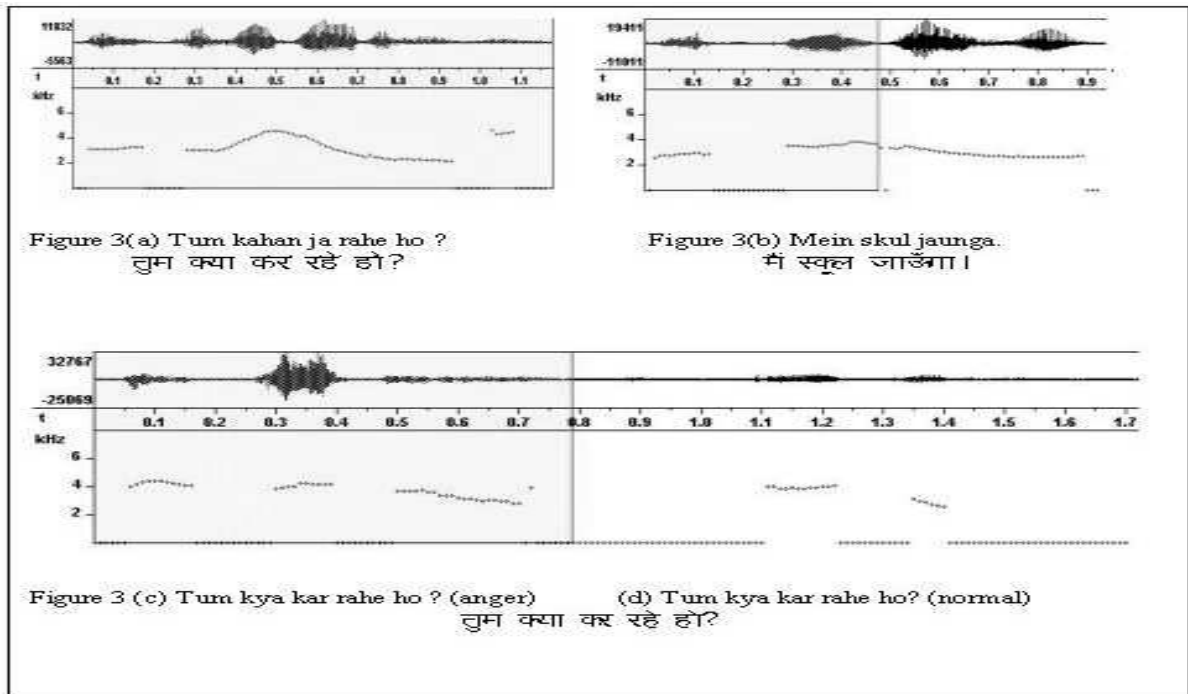 11832
-5563
t 0.1 0.2 0.3 0.4 0.5 0.6 0.7 0.8 0.9 1.0 1.1
kHz
6
4
2
19411
-11011
t 0.1 0.2 0.3 0.4 0.5 0.6 0.7 0.8 0.9
kHz
6
4
2
Figure 3(a) Tum kahan ja rahe ho ?
तुम क्या कर रहे हो?
Figure 3(b) Mein skul jaunga.
मैं स्कूल जाउँगा।
32767
-25069
t 0.1 0.2 0.3 0.4 0.5 0.6 0.7 0.8 0.9 1.0 1.1 1.2 1.3 1.4 1.5 1.6 1.7
kHz
6
4
2
Figure 3 (c) Tum kya kar rahe ho ? (anger) (d) Tum kya kar rahe ho? (normal)
तुम क्या कर रहे हो?